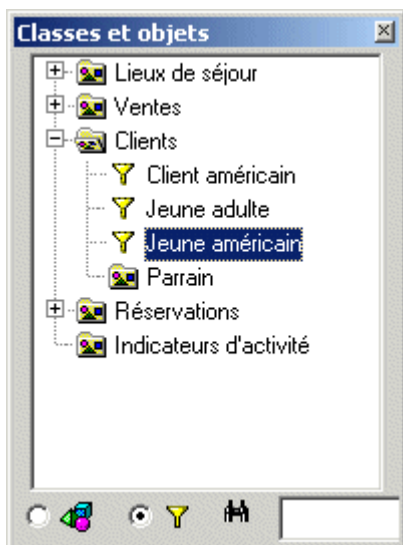 Classes et objets
Lieux de séjour
Ventes
Clients
Client américain
Jeune adulte
Jeune américain
Parrain
Réservations
Indicateurs d'activité